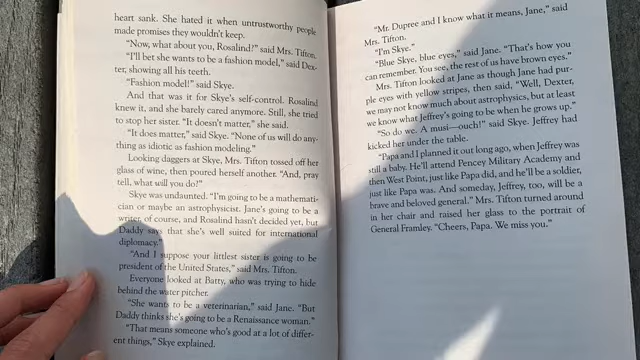 heart sank. She hated it when untrustworthy people
made promises they wouldn't keep.
"Now, what about you, Rosalind?" said Mrs. Tifton.
"I'll bet she wants to be a fashion model," said Dex-
ter, showing all his teeth.
"Fashion model!" said Skye.
And that was it for Skye's self-control. Rosalind
knew it, and she barely cared anymore. Still, she tried
to stop her sister. "It doesn't matter," she said.
"It does matter," said Skye. "None of us will do any-
thing as idiotic as fashion modeling."
Looking daggers at Skye, Mrs. Tifton tossed off her
glass of wine, then poured herself another. "And, pray
tell, what will you do?"
Skye was undaunted. "I'm going to be a mathemati-
cian or maybe an astrophysicist. Jane's going to be a
writer, of course, and Rosalind hasn't decided yet, but
Daddy says that she's well suited for international
diplomacy."
"And I suppose your littlest sister is going to be
president of the United States," said Mrs. Tifton.
Everyone looked at Batty, who was trying to hide
behind the water pitcher.
"She wants to be a veterinarian," said Jane. "But
Daddy thinks she's going to be a Renaissance woman."
"That means someone who's good at a lot of differ-
ent things," Skye explained.
"Mr. Dupree and I know what it means, Jane," said
Mrs. Tifton.
"I'm Skye."
"Blue Skye, blue eyes," said Jane. "That's how you
can remember. You see, the rest of us have brown eyes."
Mrs. Tifton looked at Jane as though Jane had pur-
ple eyes with yellow stripes, then said, "Well, Dexter,
we may not know much about astrophysics, but at least
we know what Jeffrey's going to be when he grows up."
"So do we. A musi—ouch!" said Skye. Jeffrey had
kicked her under the table.
"Papa and I planned it out long ago, when Jeffrey was
still a baby. He'll attend Pencey Military Academy and
then West Point, just like Papa did, and he'll be a soldier,
just like Papa was. And someday, Jeffrey, too, will be a
brave and beloved general." Mrs. Tifton turned around
in her chair and raised her glass to the portrait of
General Framley. "Cheers, Papa. We miss you."